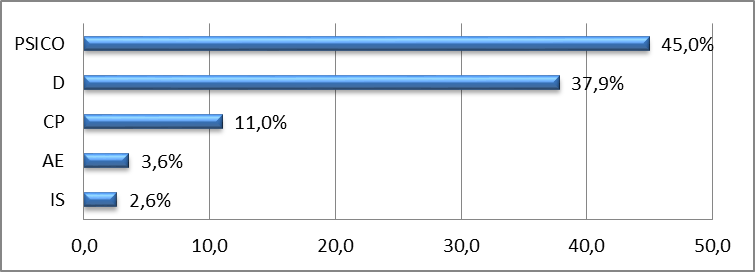 PSICO 45,0%
D 37,9%
CP 11,0%
AE 3,6%
IS 2,6%
0,0 10,0 20,0 30,0 40,0 50,0